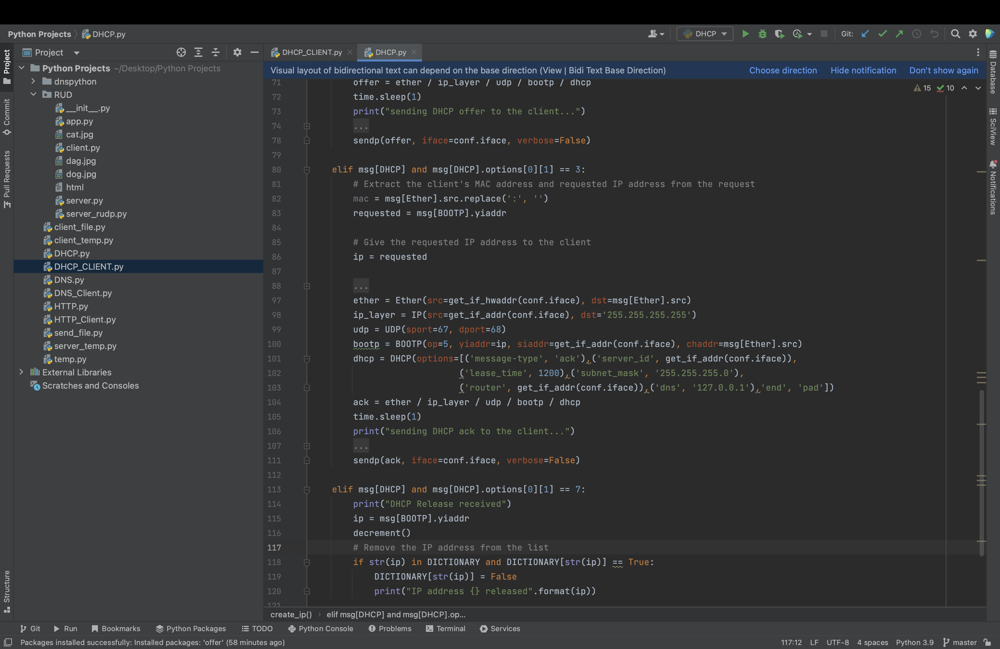 Python Projects DHCP.py
DHCP Git:
Project
DHCP_CLIENT.py DHCP.py
Visual layout of bidirectional text can depend on the base direction (View | Bidi Text Base Direction) Choose direction Hide notification Don't show again
15 10
Project
Commit
Pull Requests
Structure
Python Projects ~/Desktop/Python Projects
dnspython
RUD
__init__.py
app.py
cat.jpg
client.py
dag.jpg
dog.jpg
html
server.py
server_rudp.py
client_file.py
client_temp.py
DHCP.py
DHCP_CLIENT.py
DNS.py
DNS_Client.py
HTTP.py
HTTP_Client.py
send_file.py
server_temp.py
temp.py
External Libraries
Scratches and Consoles
71 offer = ether / ip_layer / udp / bootp / dhcp
72 time.sleep(1)
73 print("sending DHCP offer to the client...")
74 ...
78 sendp(offer, iface=conf.iface, verbose=False)
79
80 elif msg[DHCP] and msg[DHCP].options[0][1] == 3:
81 # Extract the client's MAC address and requested IP address from the request
82 mac = msg[Ether].src.replace(':', '')
83 requested = msg[BOOTP].yiaddr
84
85 # Give the requested IP address to the client
86 ip = requested
87
88 ...
97 ether = Ether(src=get_if_hwaddr(conf.iface), dst=msg[Ether].src)
98 ip_layer = IP(src=get_if_addr(conf.iface), dst='255.255.255.255')
99 udp = UDP(sport=67, dport=68)
100 bootp = BOOTP(op=5, yiaddr=ip, siaddr=get_if_addr(conf.iface), chaddr=msg[Ether].src)
101 dhcp = DHCP(options=[('message-type', 'ack'),('server_id', get_if_addr(conf.iface)),
102 ('lease_time', 1200),('subnet_mask', '255.255.255.0'),
103 ('router', get_if_addr(conf.iface)),('dns', '127.0.0.1'),'end', 'pad'])
104 ack = ether / ip_layer / udp / bootp / dhcp
105 time.sleep(1)
106 print("sending DHCP ack to the client...")
107 ...
111 sendp(ack, iface=conf.iface, verbose=False)
112
113 elif msg[DHCP] and msg[DHCP].options[0][1] == 7:
114 print("DHCP Release received")
115 ip = msg[BOOTP].yiaddr
116 decrement()
117 # Remove the IP address from the list
118 if str(ip) in DICTIONARY and DICTIONARY[str(ip)] == True:
119 DICTIONARY[str(ip)] = False
120 print("IP address {} released".format(ip))
121
Database
SciView
Notifications
create_ip() elif msg[DHCP] and msg[DHCP].op...
Git Run Bookmarks Python Packages TODO Python Console Problems Terminal Services
Packages installed successfully: Installed packages: 'offer' (58 minutes ago) 117:12 LF UTF-8 4 spaces Python 3.9 master